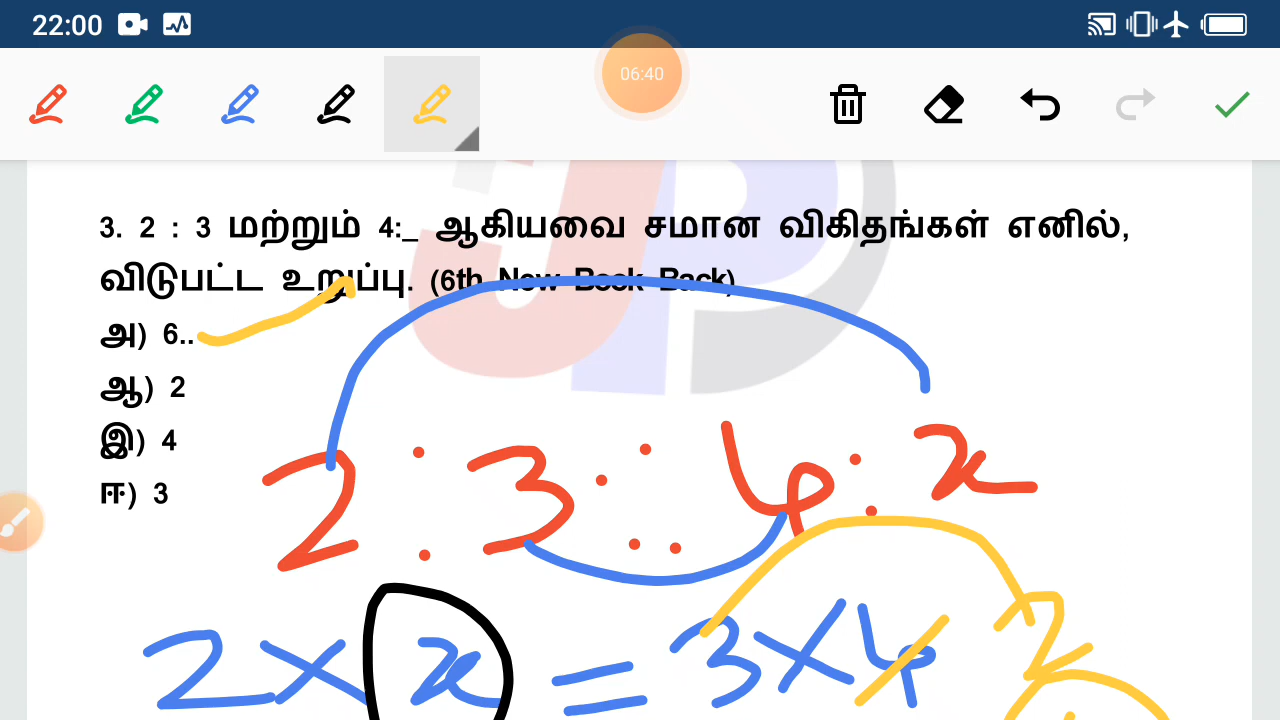 22:00
06:40
3. 2 : 3 மற்றும் 4:_ ஆகியவை சமான விகிதங்கள் எனில்,
விடுபட்ட உறுப்பு. (6th New Book Back)
அ) 6..
ஆ) 2
இ) 4
ஈ) 3
2 : 3 :: 4 : x
2 × x = 3 × 4 2